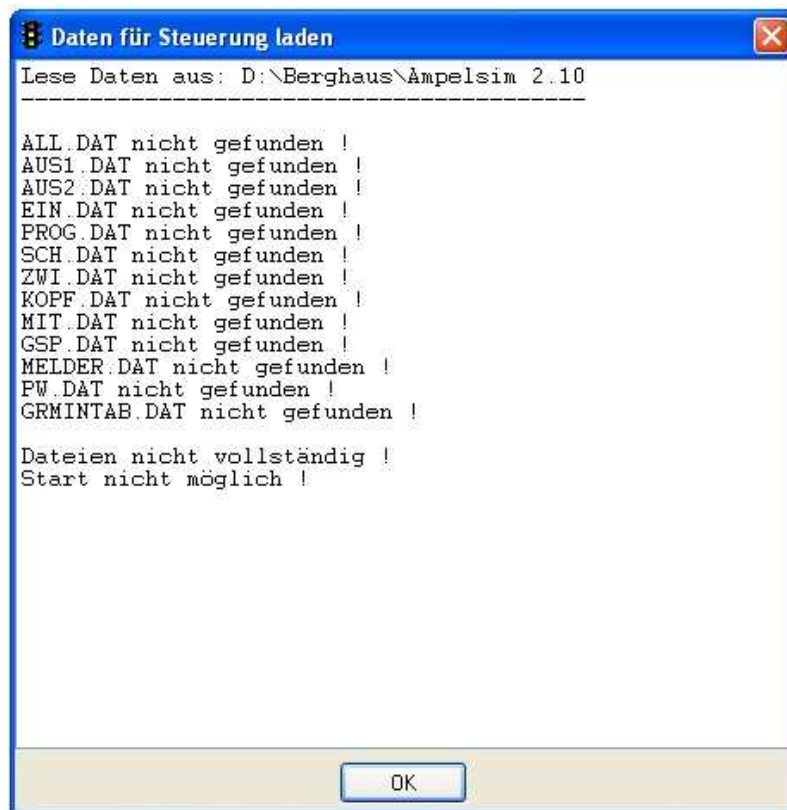 Daten für Steuerung laden
Lese Daten aus: D:\Berghaus\Ampelsim 2.10
-----------------------------------------
ALL.DAT nicht gefunden !
AUS1.DAT nicht gefunden !
AUS2.DAT nicht gefunden !
EIN.DAT nicht gefunden !
PROG.DAT nicht gefunden !
SCH.DAT nicht gefunden !
ZWI.DAT nicht gefunden !
KOPF.DAT nicht gefunden !
MIT.DAT nicht gefunden !
GSP.DAT nicht gefunden !
MELDER.DAT nicht gefunden !
PW.DAT nicht gefunden !
GRMINTAB.DAT nicht gefunden !
Dateien nicht vollständig !
Start nicht möglich !
OK